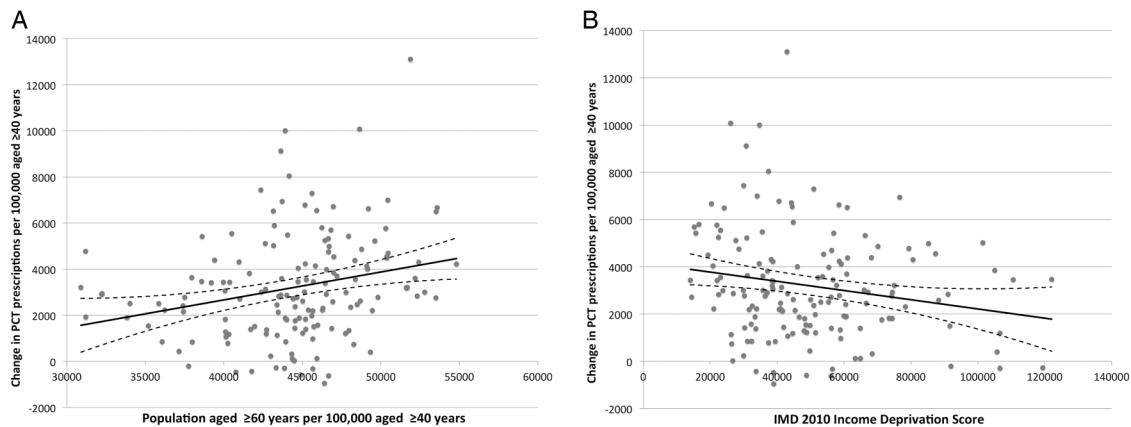 A
Change in PCT prescriptions per 100,000 aged ≥40 years
14000
12000
10000
8000
6000
4000
2000
0
-2000
30000 35000 40000 45000 50000 55000 60000
Population aged ≥60 years per 100,000 aged ≥40 years
B
Change in PCT prescriptions per 100,000 aged ≥40 years
14000
12000
10000
8000
6000
4000
2000
0
-2000
0 20000 40000 60000 80000 100000 120000 140000
IMD 2010 Income Deprivation Score